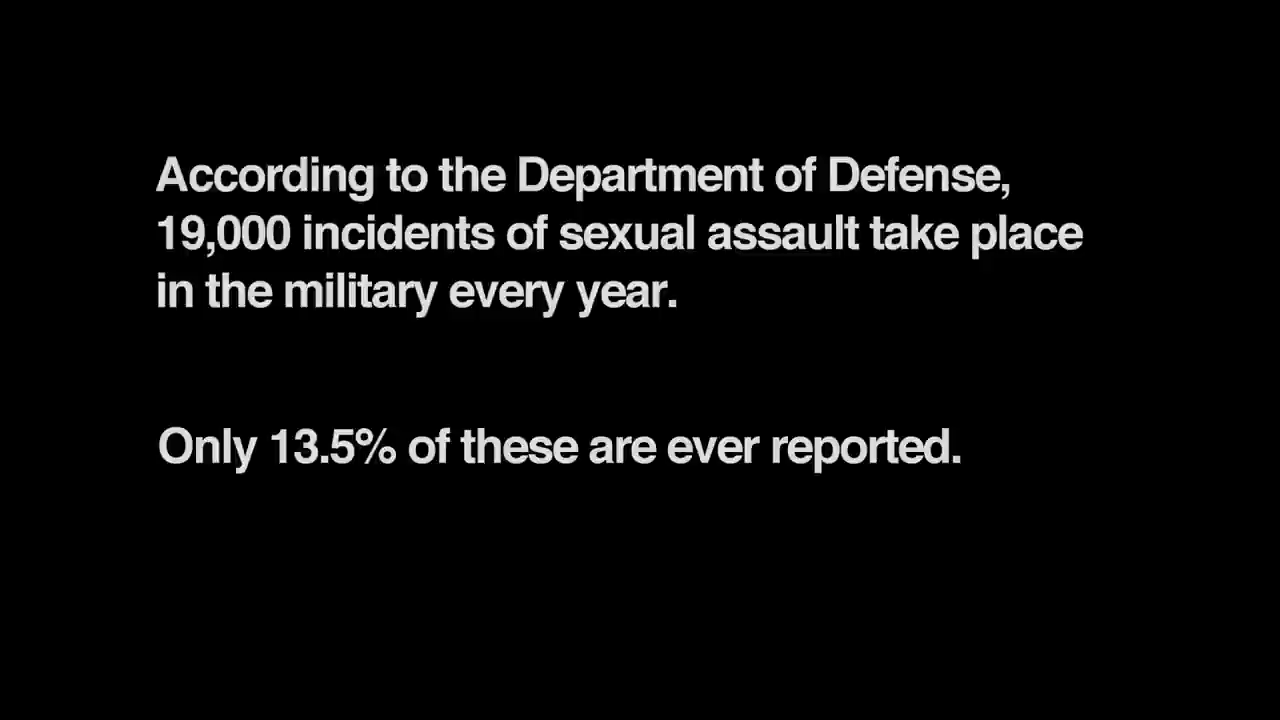 According to the Department of Defense,
19,000 incidents of sexual assault take place
in the military every year.
Only 13.5% of these are ever reported.